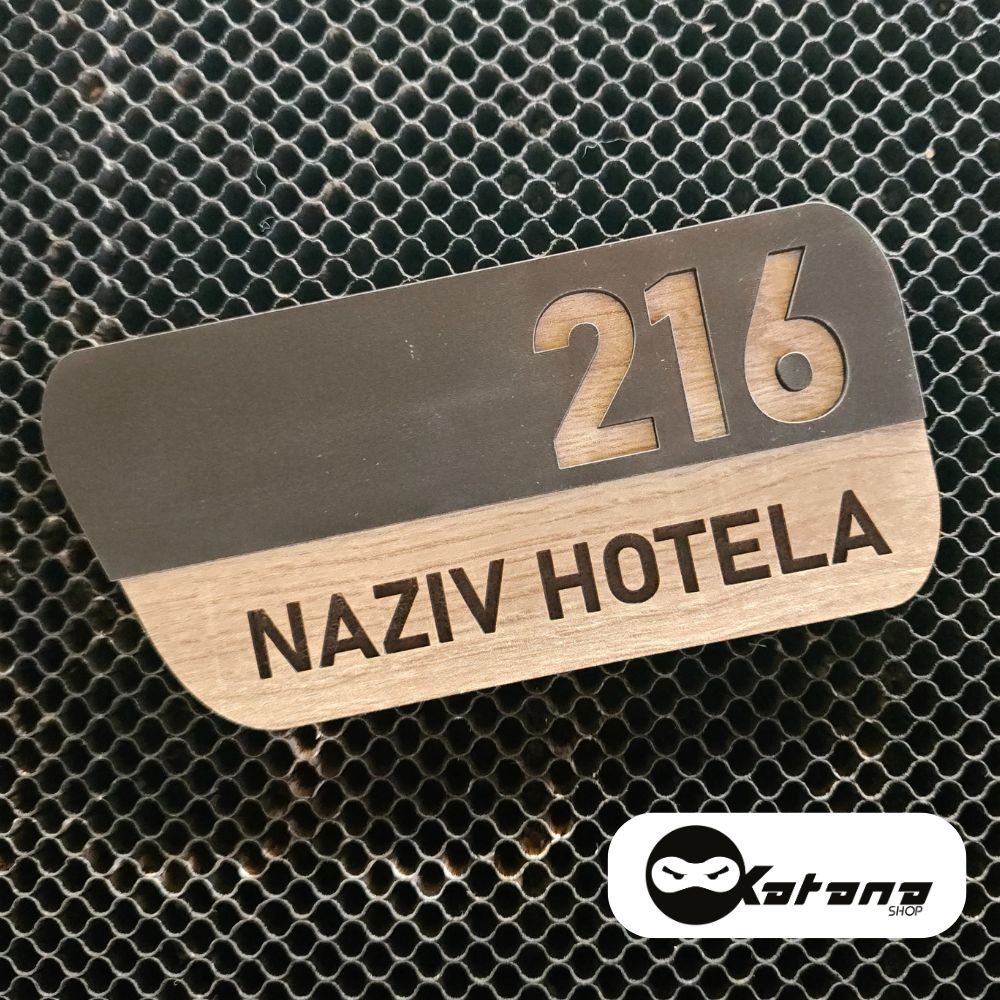 216
NAZIV HOTELA
Katana
SHOP